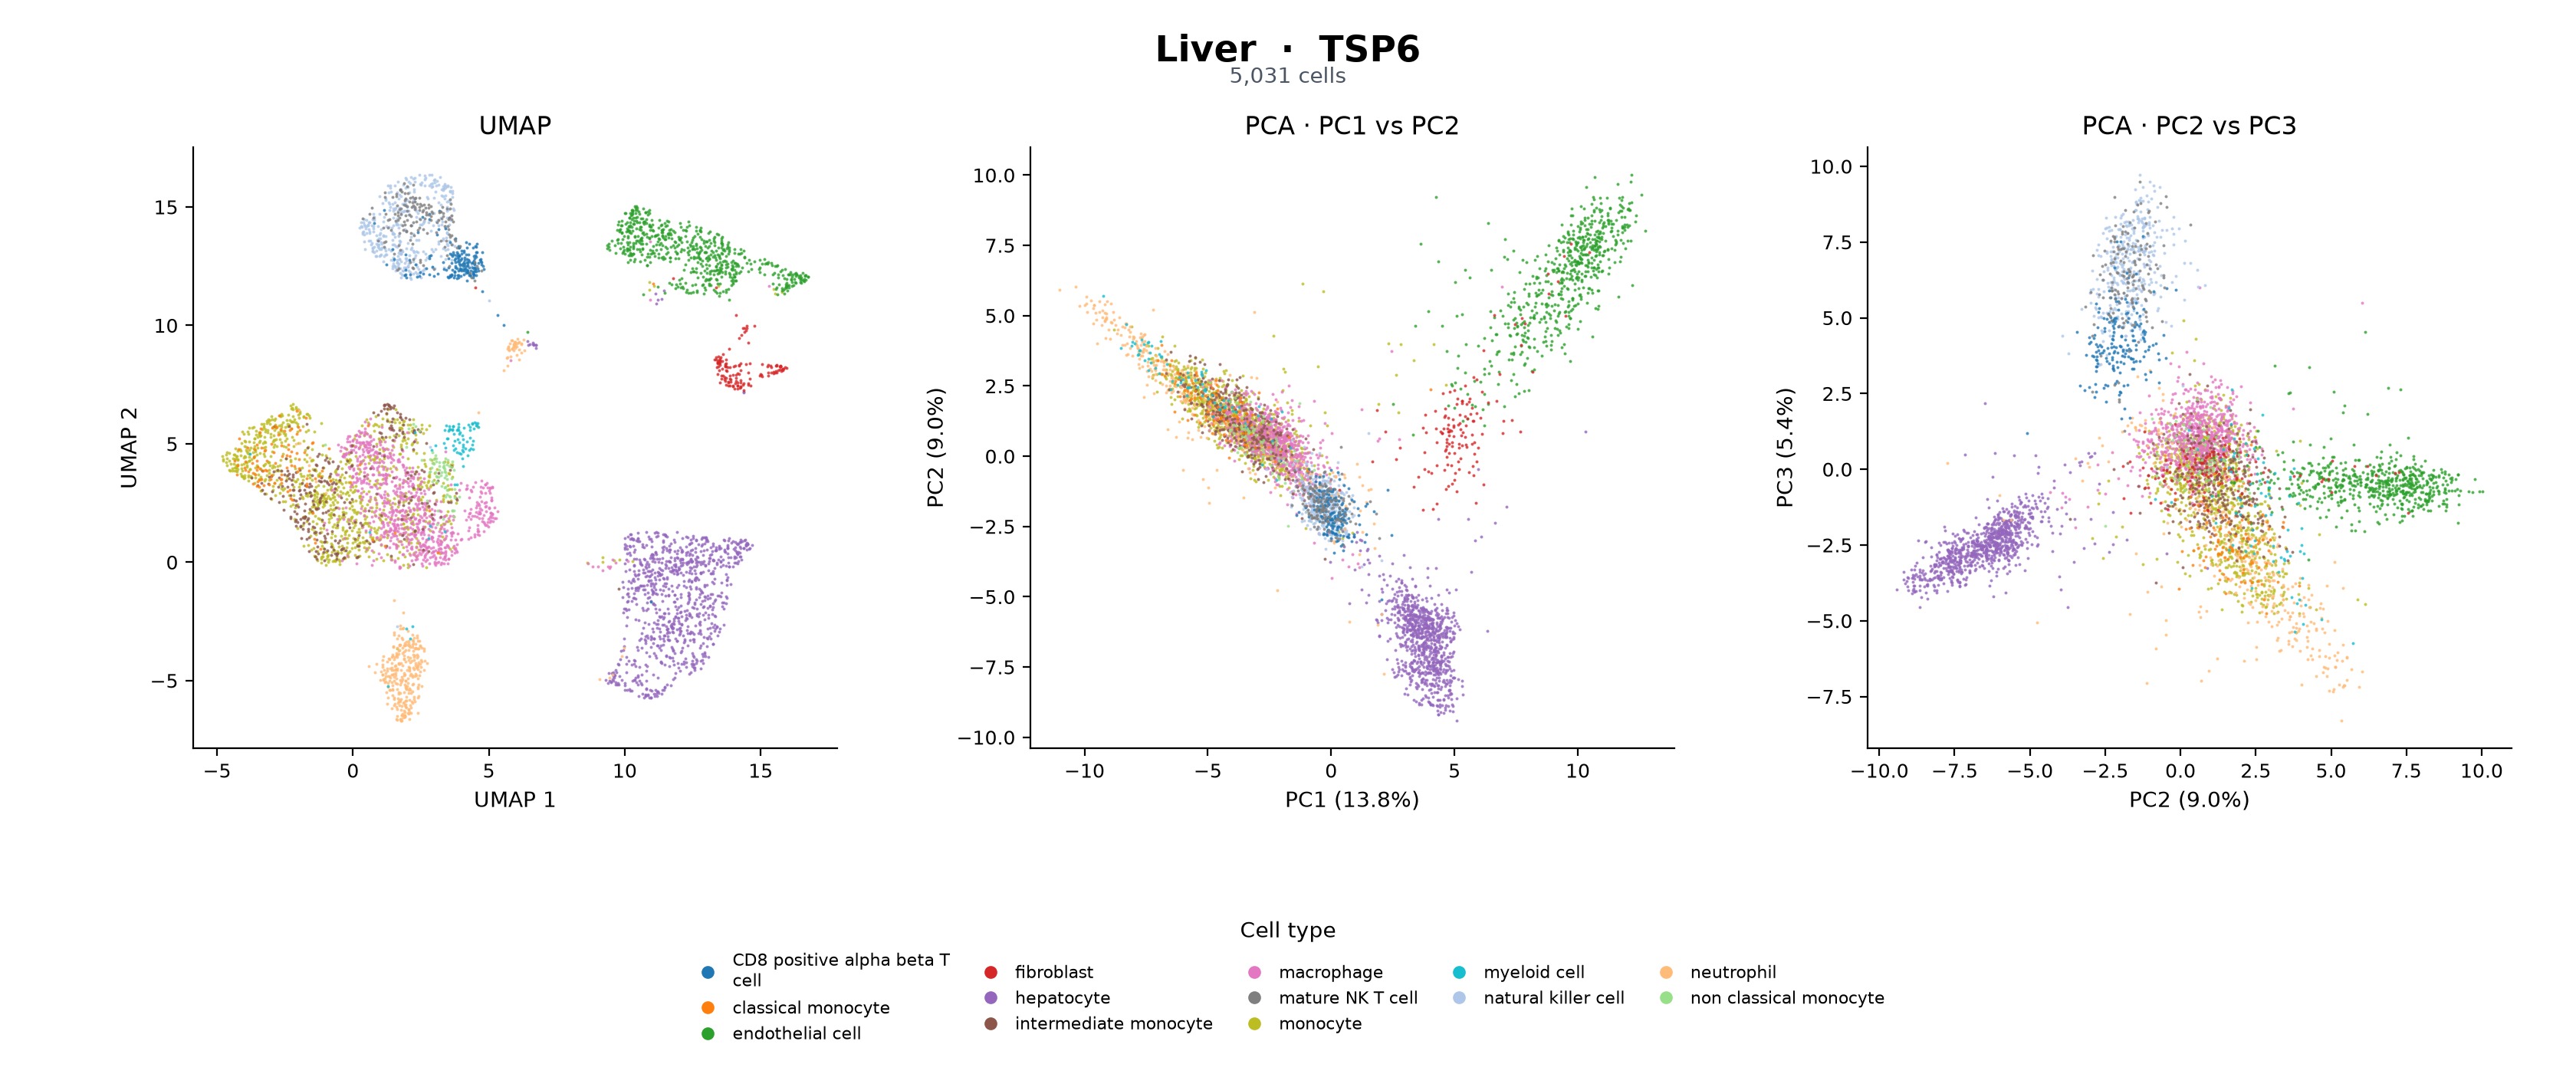 Liver · TSP6
5,031 cells
UMAP
UMAP 2
15
10
5
0
−5
−5
0
5
10
15
UMAP 1
PCA · PC1 vs PC2
PC2 (9.0%)
10.0
7.5
5.0
2.5
0.0
−2.5
−5.0
−7.5
−10.0
−10
−5
0
5
10
PC1 (13.8%)
PCA · PC2 vs PC3
PC3 (5.4%)
10.0
7.5
5.0
2.5
0.0
−2.5
−5.0
−7.5
−10.0
−7.5
−5.0
−2.5
0.0
2.5
5.0
7.5
10.0
PC2 (9.0%)
Cell type
CD8 positive alpha beta T
cell
classical monocyte
endothelial cell
fibroblast
hepatocyte
intermediate monocyte
macrophage
mature NK T cell
monocyte
myeloid cell
natural killer cell
neutrophil
non classical monocyte